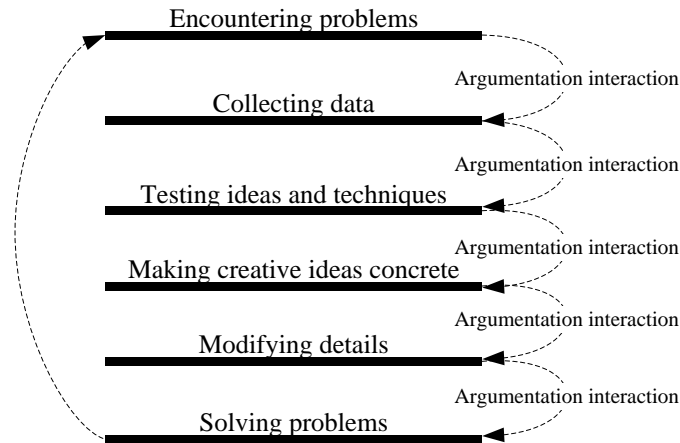 Encountering problems
Argumentation interaction
Collecting data
Argumentation interaction
Testing ideas and techniques
Argumentation interaction
Making creative ideas concrete
Argumentation interaction
Modifying details
Argumentation interaction
Solving problems